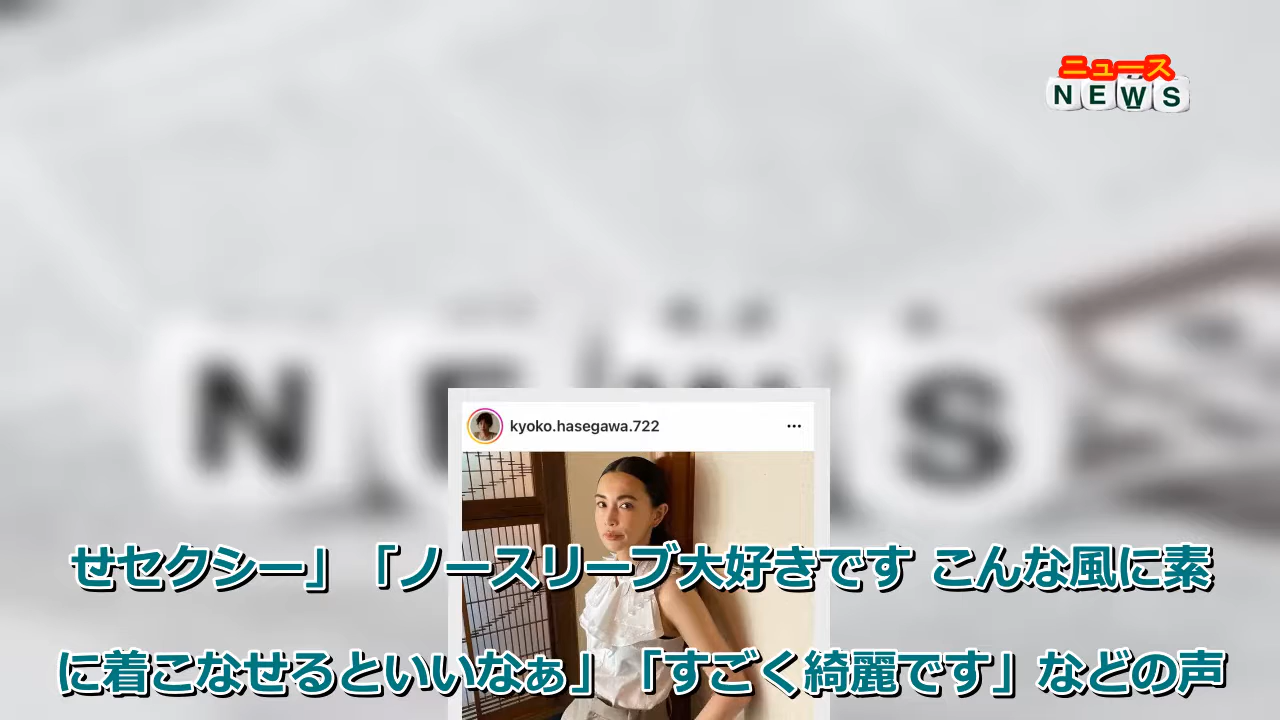 ニュース
NEWS
N E W S
kyoko.hasegawa.722
せセクシー」「ノースリーブ大好きです こんな風に素
に着こなせるといいなぁ」「すごく綺麗です」などの声